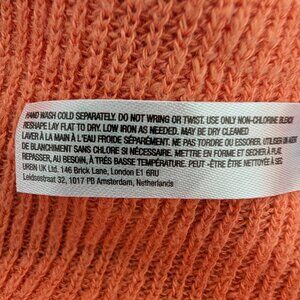 HAND WASH COLD SEPARATELY. DO NOT WRING OR TWIST. USE ONLY NON-CHLORINE BLEACH
RESHAPE LAY FLAT TO DRY. LOW IRON AS NEEDED. MAY BE DRY CLEANED
LAVER À LA MAIN À L'EAU FROIDE SÉPARÉMENT. NE PAS TORDRE OU ESSORER. UTILISER UN AGENT
DE BLANCHIMENT SANS CHLORE SI NÉCESSAIRE. METTRE EN FORME ET SÉCHER À PLAT
REPASSER, AU BESOIN, À TRÈS BASSE TEMPÉRATURE. PEUT -ÊTRE ÊTRE NETTOYÉ À SEC
URBN UK Ltd. 146 Brick Lane, London E1 6RU
Leidsestraat 32, 1017 PB Amsterdam, Netherlands